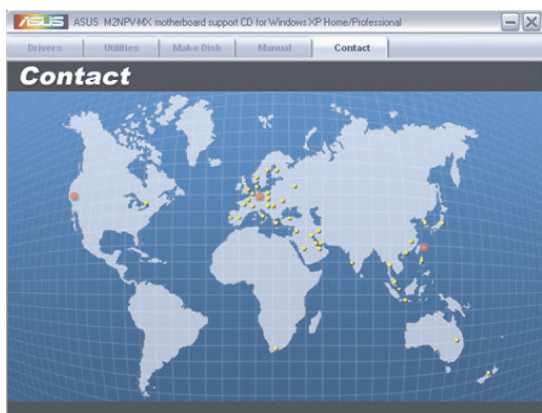 ASUS ASUS M2NPV-MX motherboard support CD for Windows XP Home/Professional
Drivers Utilities Make Disk Manual Contact
Contact